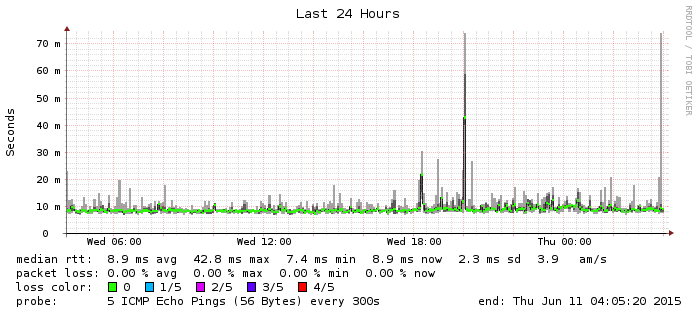 Last 24 Hours
RRDTOOL / TOBI OETIKER
Seconds
70 m
60 m
50 m
40 m
30 m
20 m
10 m
0
Wed 06:00 Wed 12:00 Wed 18:00 Thu 00:00
median rtt: 8.9 ms avg 42.8 ms max 7.4 ms min 8.9 ms now 2.3 ms sd 3.9 am/s
packet loss: 0.00 % avg 0.00 % max 0.00 % min 0.00 % now
loss color: 0 1/5 2/5 3/5 4/5
probe: 5 ICMP Echo Pings (56 Bytes) every 300s end: Thu Jun 11 04:05:20 2015